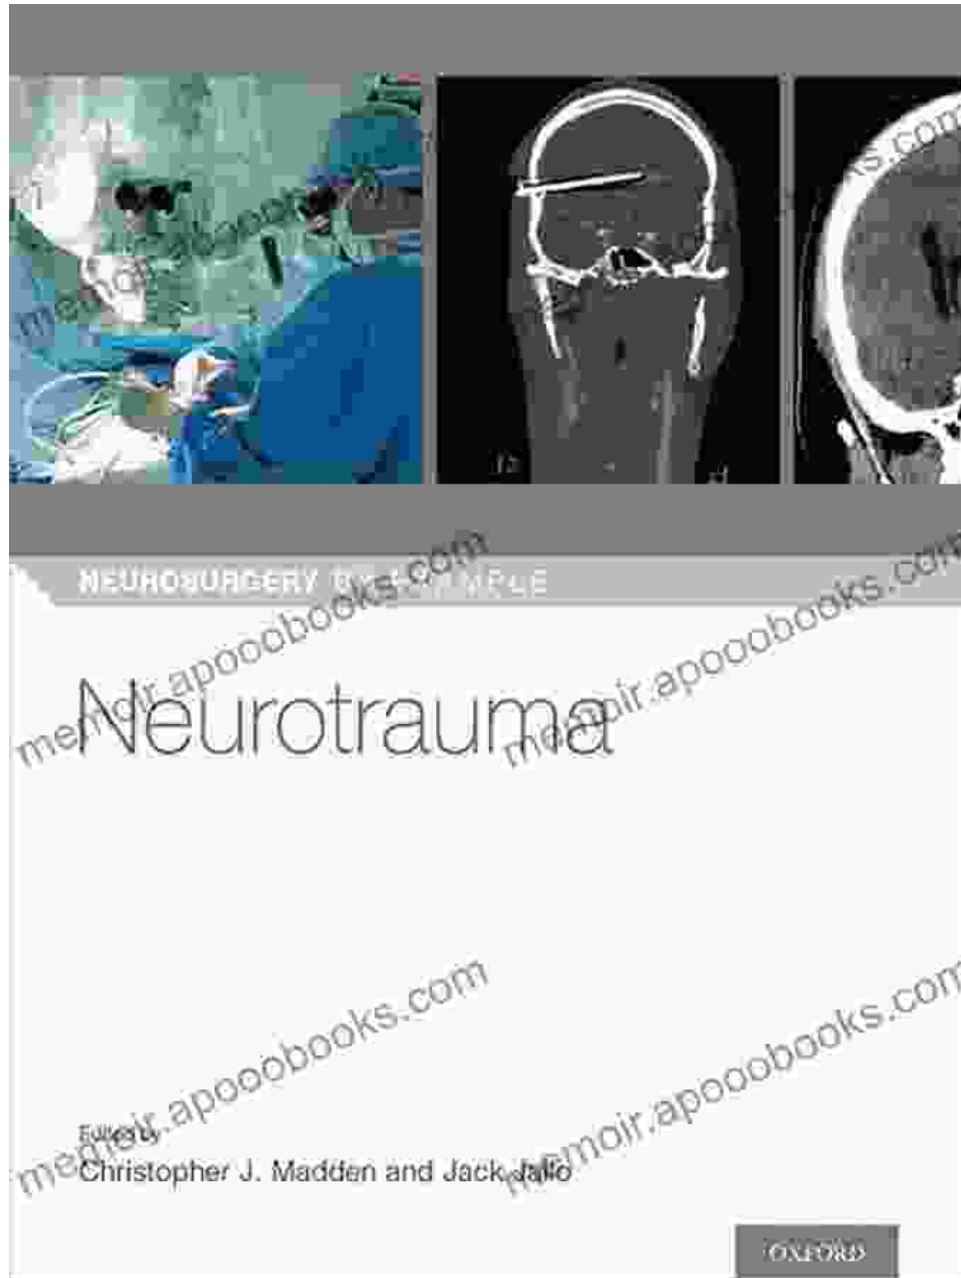 NEUROSURGERY BY EXAMPLE
Neurotrauma
Edited by
Christopher J. Madden and Jack Jallo
OXFORD
memoir.apooobooks.com
memoir.apooobooks.com
memoir.apooobooks.com
memoir.apooobooks.com